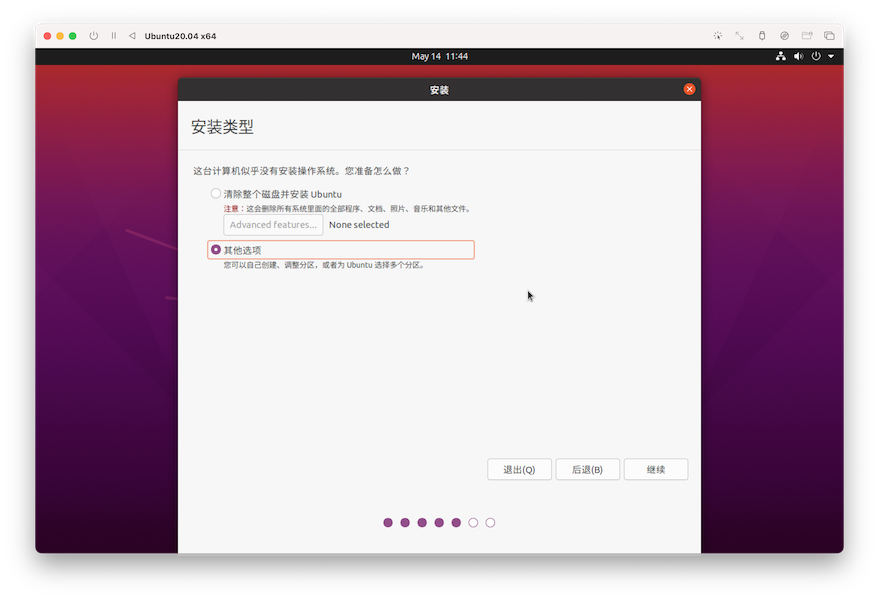 Ubuntu20.04 x64
May 14 11:44
安装
安装类型
这台计算机似乎没有安装操作系统。您准备怎么做？
清除整个磁盘并安装 Ubuntu
注意：这会删除所有系统里面的全部程序、文档、照片、音乐和其他文件。
Advanced features... None selected
其他选项
您可以自己创建、调整分区，或者为 Ubuntu 选择多个分区。
退出(Q) 后退(B) 继续